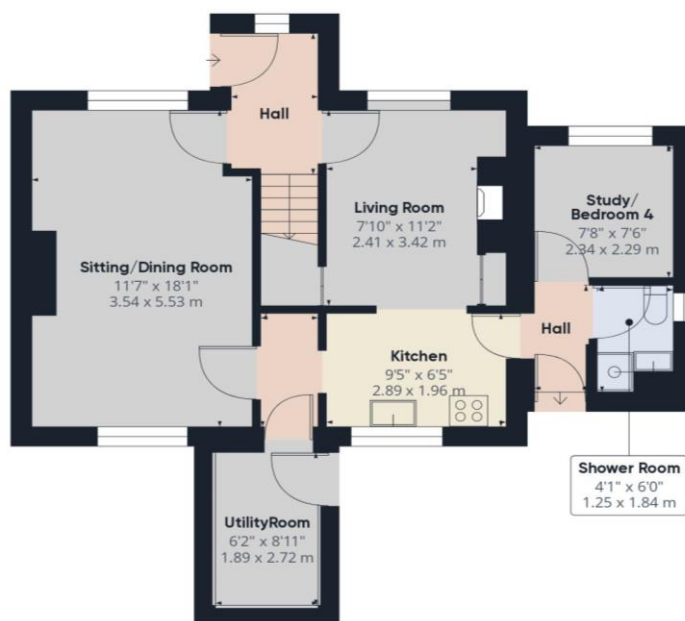 Hall
Living Room
7'10" x 11'2"
2.41 x 3.42 m
Study/
Bedroom 4
7'8" x 7'6"
2.34 x 2.29 m
Sitting/Dining Room
11'7" x 18'1"
3.54 x 5.53 m
Hall
Kitchen
9'5" x 6'5"
2.89 x 1.96 m
Shower Room
4'1" x 6'0"
1.25 x 1.84 m
UtilityRoom
6'2" x 8'11"
1.89 x 2.72 m